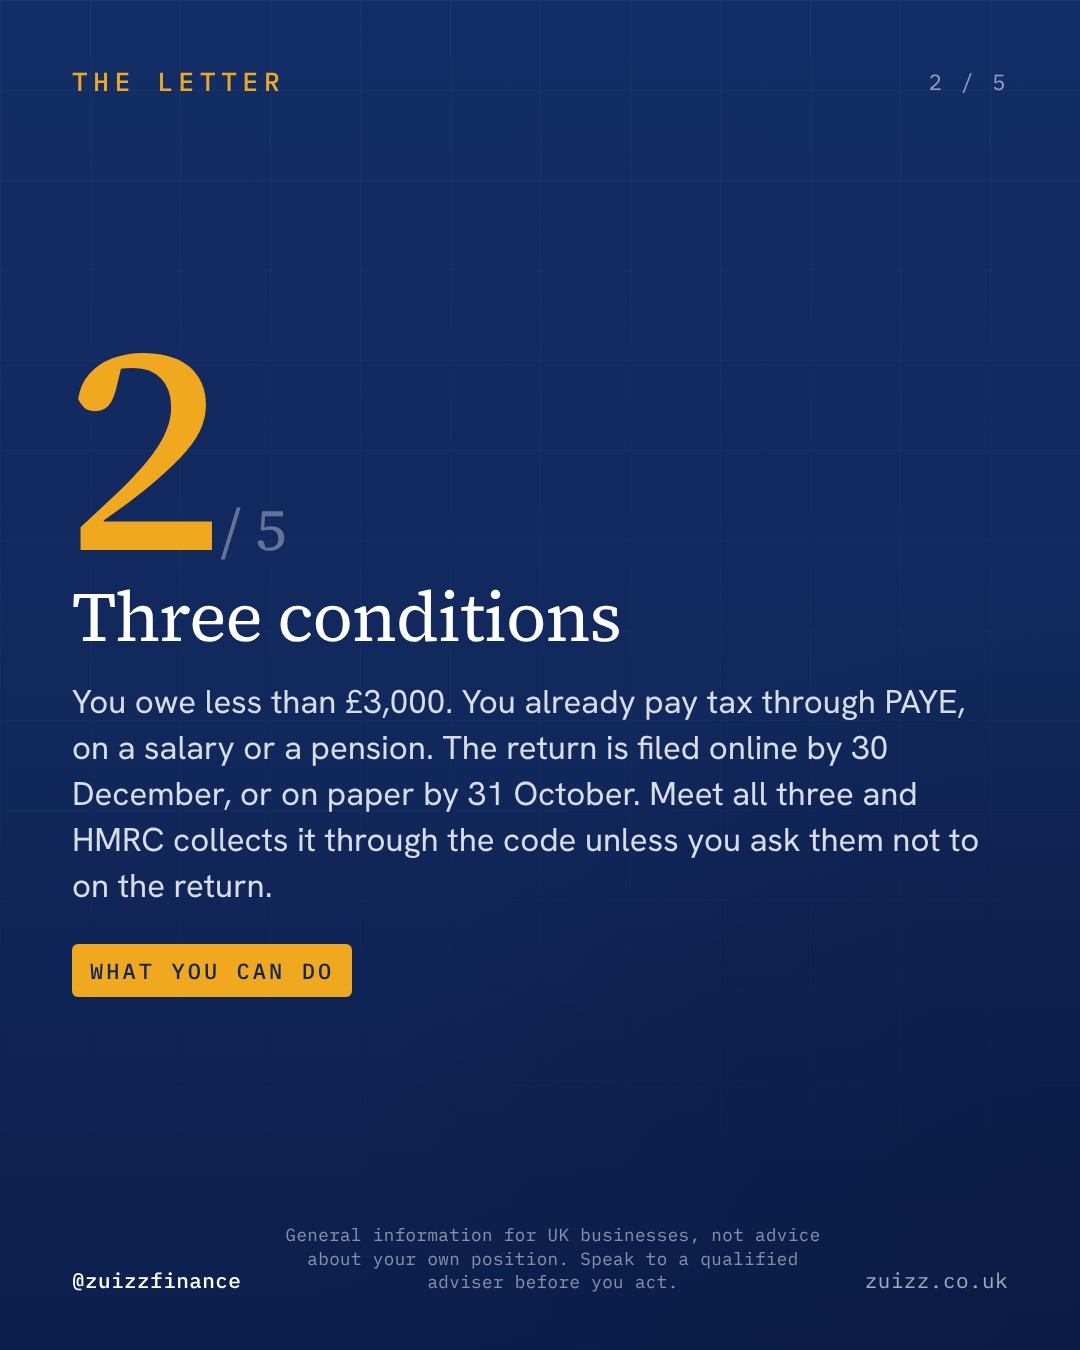 THE LETTER
2 / 5
2 / 5
Three conditions
You owe less than £3,000. You already pay tax through PAYE,
on a salary or a pension. The return is filed online by 30
December, or on paper by 31 October. Meet all three and
HMRC collects it through the code unless you ask them not to
on the return.
WHAT YOU CAN DO
General information for UK businesses, not advice
about your own position. Speak to a qualified
adviser before you act.
@zuizzfinance
zuizz.co.uk